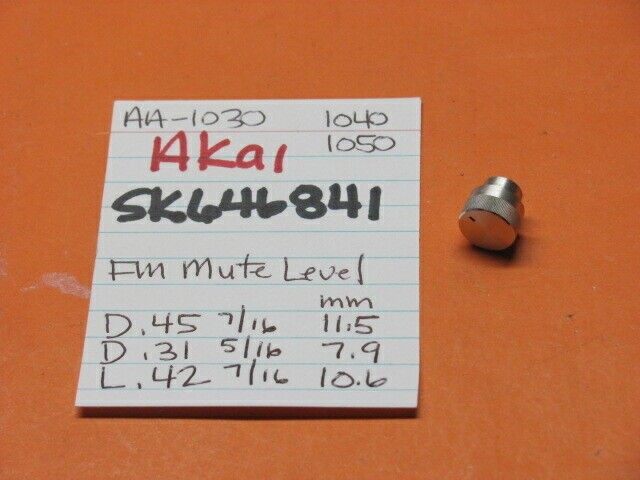 AA-1030 1040
Akai 1050
SK646841
FM Mute Level
mm
D .45 7/16 11.5
D .31 5/16 7.9
L .42 7/16 10.6